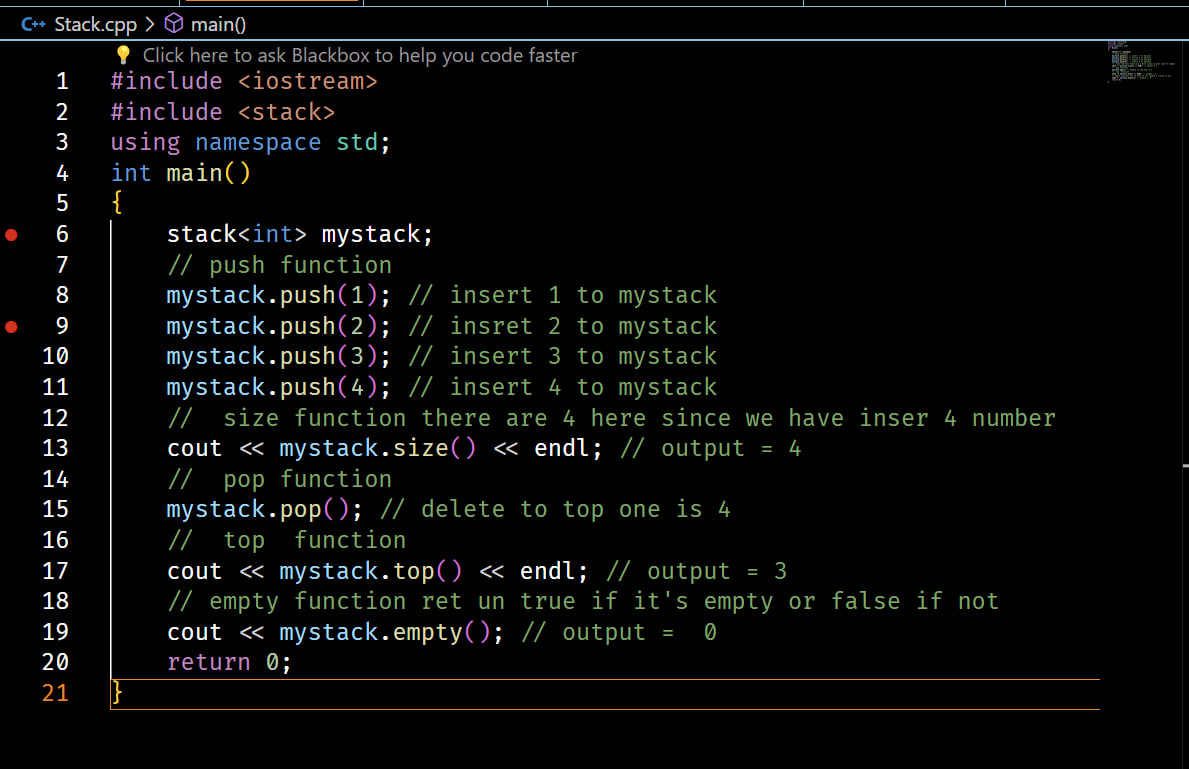 C++ Stack.cpp > main()
Click here to ask Blackbox to help you code faster
1 #include <iostream>
2 #include <stack>
3 using namespace std;
4 int main()
5 {
6 stack<int> mystack;
7 // push function
8 mystack.push(1); // insert 1 to mystack
9 mystack.push(2); // insret 2 to mystack
10 mystack.push(3); // insert 3 to mystack
11 mystack.push(4); // insert 4 to mystack
12 //  size function there are 4 here since we have inser 4 number
13 cout << mystack.size() << endl; // output = 4
14 //  pop function
15 mystack.pop(); // delete to top one is 4
16 //  top  function
17 cout << mystack.top() << endl; // output = 3
18 // empty function ret un true if it's empty or false if not
19 cout << mystack.empty(); // output =  0
20 return 0;
21 }